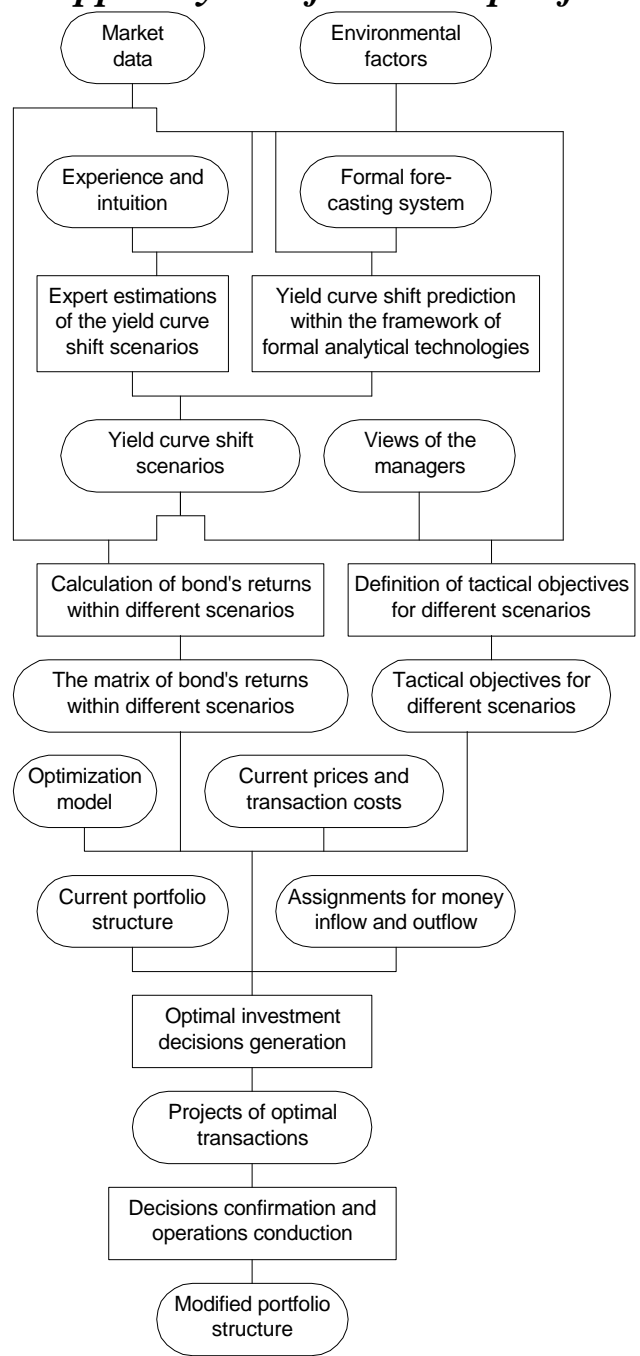 Market
data
Environmental
factors
Experience and
intuition
Formal fore-
casting system
Expert estimations
of the yield curve
shift scenarios
Yield curve shift prediction
within the framework of
formal analytical technologies
Yield curve shift
scenarios
Views of the
managers
Calculation of bond's returns
within different scenarios
Definition of tactical objectives
for different scenarios
The matrix of bond's returns
within different scenarios
Tactical objectives for
different scenarios
Optimization
model
Current prices and
transaction costs
Current portfolio
structure
Assignments for money
inflow and outflow
Optimal investment
decisions generation
Projects of optimal
transactions
Decisions confirmation and
operations conduction
Modified portfolio
structure